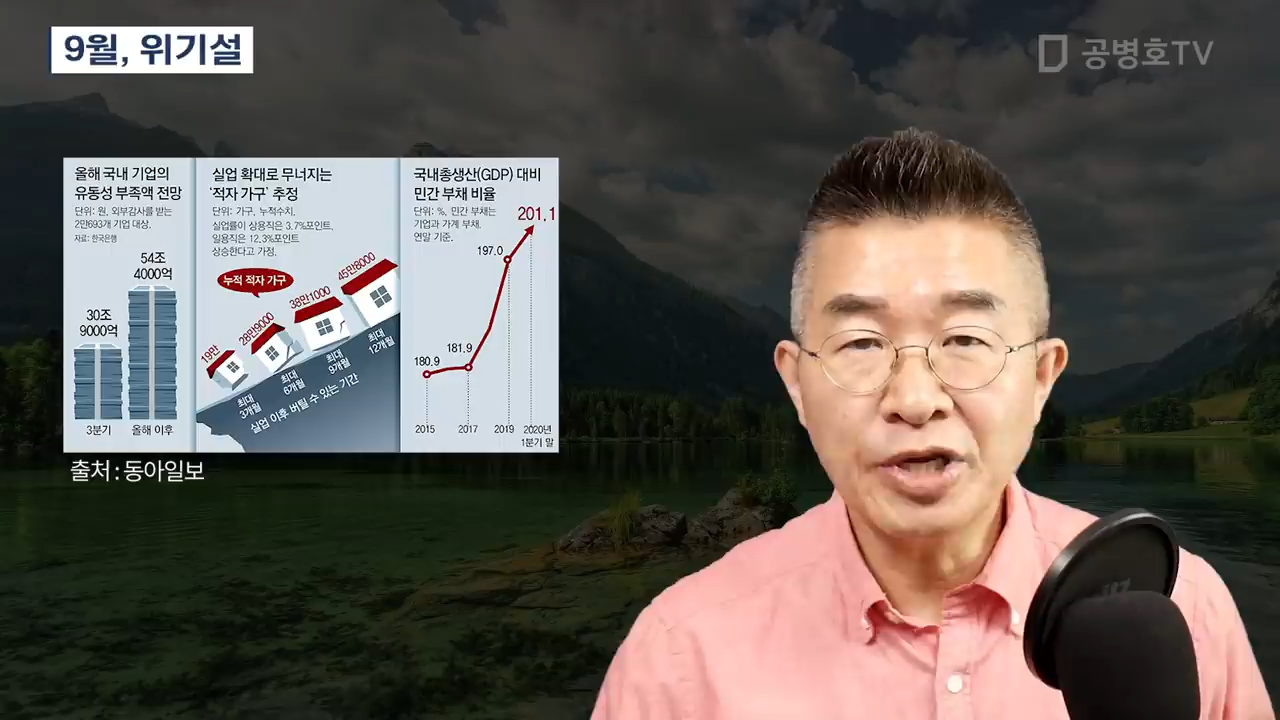 9월, 위기설
공병호TV
올해 국내 기업의
유동성 부족액 전망
단위: 원, 외부감사를 받는
2만693개 기업 대상.
자료: 한국은행
54조
4000억
30조
9000억
3분기
올해 이후
실업 확대로 무너지는
'적자 가구' 추정
단위: 가구, 누적수치,
실업률이 상용직은 3.7%포인트,
일용직은 12.3%포인트
상승한다고 가정.
누적 적자 가구
19만
28만9000
38만1000
45만8000
최대
3개월
최대
6개월
최대
9개월
최대
12개월
실업 이후 버틸 수 있는 기간
국내총생산(GDP) 대비
민간 부채 비율
단위: %, 민간 부채는
기업과 가계 부채,
연말 기준.
201.1
197.0
181.9
180.9
2015
2017
2019
2020년
1분기 말
출처 : 동아일보